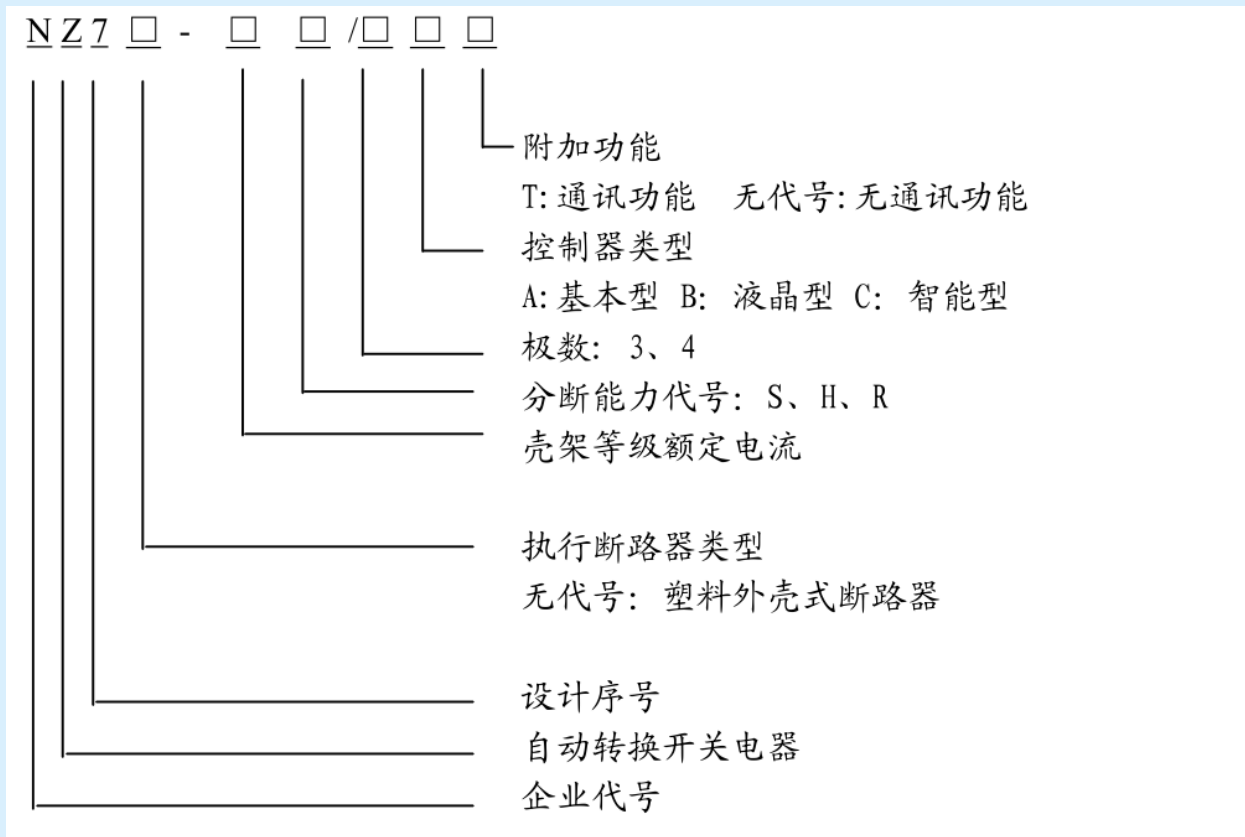 NZ7□-□□/□□□
附加功能
T:通讯功能 无代号:无通讯功能
控制器类型
A:基本型 B: 液晶型 C: 智能型
极数: 3、4
分断能力代号: S、H、R
壳架等级额定电流
执行断路器类型
无代号: 塑料外壳式断路器
设计序号
自动转换开关电器
企业代号